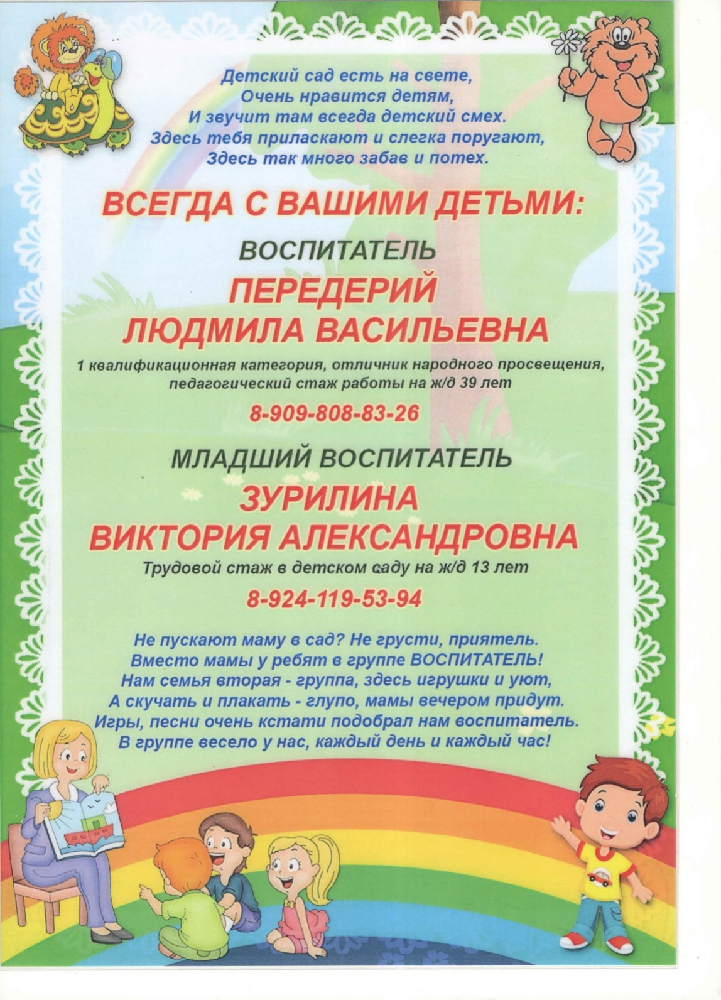 Детский сад есть на свете,
Очень нравится детям,
И звучит там всегда детский смех.
Здесь тебя приласкают и слегка поругают,
Здесь так много забав и потех.
ВСЕГДА С ВАШИМИ ДЕТЬМИ:
ВОСПИТАТЕЛЬ
ПЕРЕДЕРИЙ
ЛЮДМИЛА ВАСИЛЬЕВНА
1 квалификационная категория, отличник народного просвещения,
педагогический стаж работы на ж/д 39 лет
8-909-808-83-26
МЛАДШИЙ ВОСПИТАТЕЛЬ
ЗУРИЛИНА
ВИКТОРИЯ АЛЕКСАНДРОВНА
Трудовой стаж в детском саду на ж/д 13 лет
8-924-119-53-94
Не пускают маму в сад? Не грусти, приятель.
Вместо мамы у ребят в группе ВОСПИТАТЕЛЬ!
Нам семья вторая - группа, здесь игрушки и уют,
А скучать и плакать - глупо, мамы вечером придут.
Игры, песни очень кстати подобрал нам воспитатель.
В группе весело у нас, каждый день и каждый час!